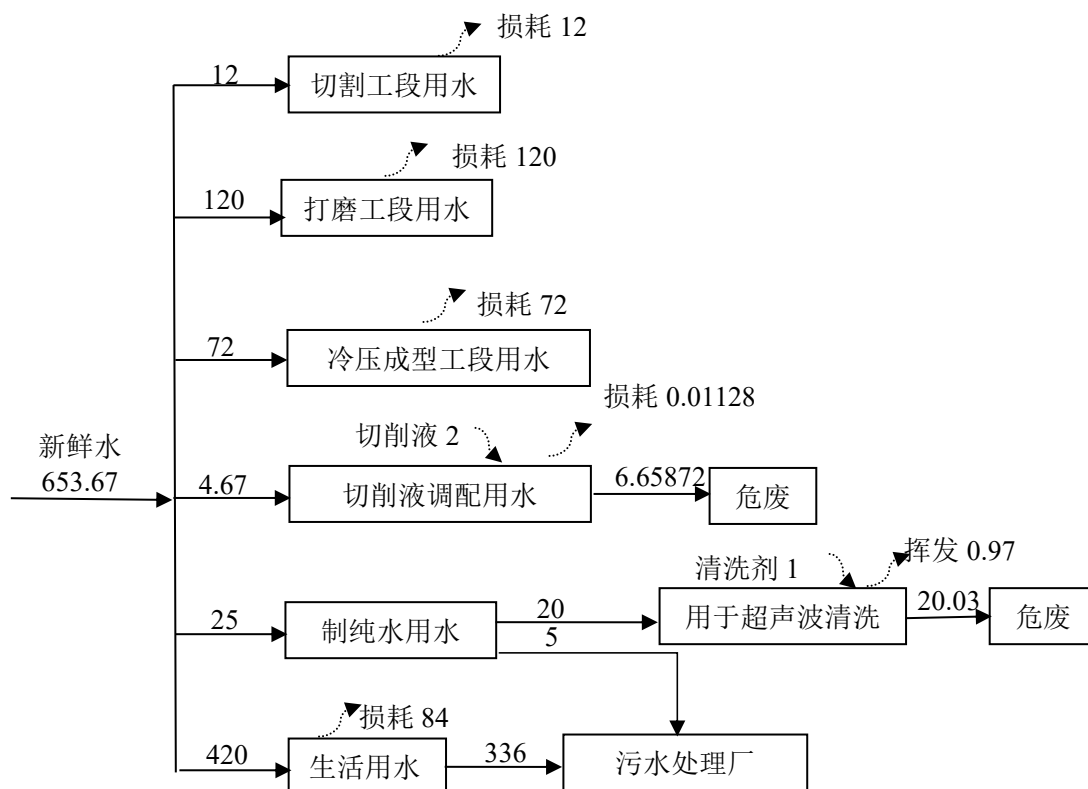 损耗 12
12
切割工段用水
损耗 120
120
打磨工段用水
损耗 72
72
冷压成型工段用水
损耗 0.01128
切削液 2
新鲜水
653.67
4.67
切削液调配用水
6.65872
危废
挥发 0.97
清洗剂 1
25
制纯水用水
20
5
用于超声波清洗
20.03
危废
损耗 84
420
生活用水
336
污水处理厂